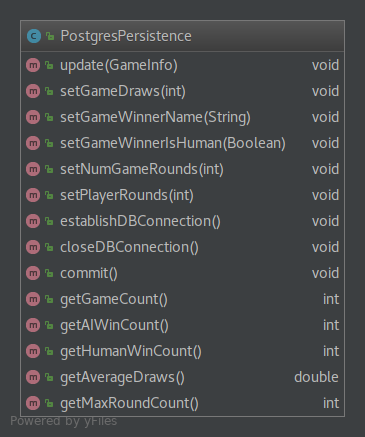 C PostgresPersistence
m update(GameInfo) void
m setGameDraws(int) void
m setGameWinnerName(String) void
m setGameWinnerIsHuman(Boolean) void
m setNumGameRounds(int) void
m setPlayerRounds(int) void
m establishDBConnection() void
m closeDBConnection() void
m commit() void
m getGameCount() int
m getAIWinCount() int
m getHumanWinCount() int
m getAverageDraws() double
m getMaxRoundCount() int
Powered by yFiles